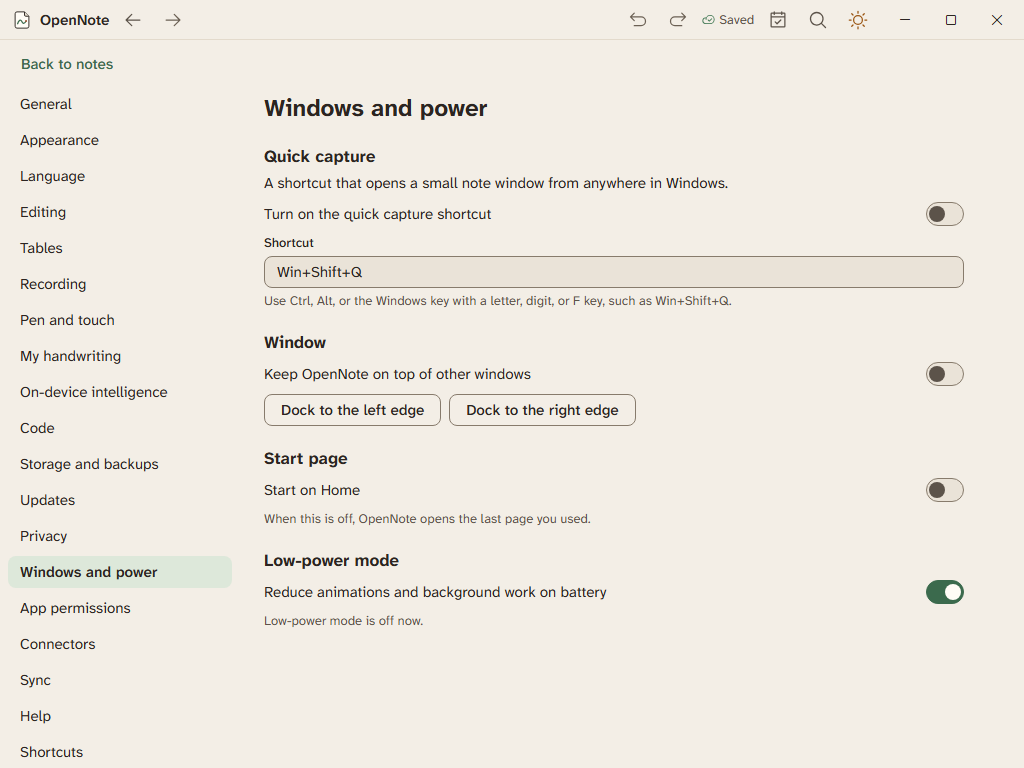 OpenNote
Saved
Back to notes
General
Appearance
Language
Editing
Tables
Recording
Pen and touch
My handwriting
On-device intelligence
Code
Storage and backups
Updates
Privacy
Windows and power
App permissions
Connectors
Sync
Help
Shortcuts
Windows and power
Quick capture
A shortcut that opens a small note window from anywhere in Windows.
Turn on the quick capture shortcut
Shortcut
Win+Shift+Q
Use Ctrl, Alt, or the Windows key with a letter, digit, or F key, such as Win+Shift+Q.
Window
Keep OpenNote on top of other windows
Dock to the left edge
Dock to the right edge
Start page
Start on Home
When this is off, OpenNote opens the last page you used.
Low-power mode
Reduce animations and background work on battery
Low-power mode is off now.